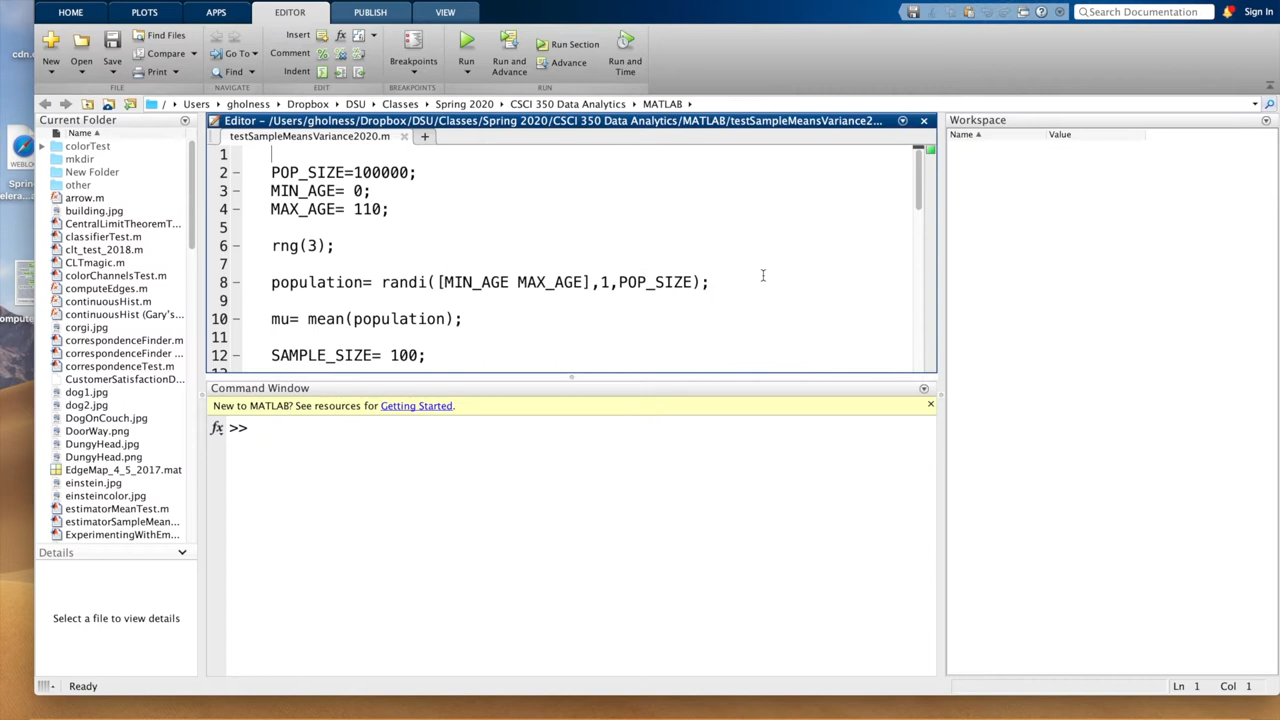 HOME PLOTS APPS EDITOR PUBLISH VIEW
Search Documentation
Sign In
New
Open
Save
Find Files
Compare
Print
FILE
Go To
Find
NAVIGATE
Insert
Comment
Indent
EDIT
Breakpoints
BREAKPOINTS
Run
Run and
Advance
Run Section
Advance
Run and
Time
RUN
/ Users gholness Dropbox DSU Classes Spring 2020 CSCI 350 Data Analytics MATLAB
Current Folder
Name
colorTest
mkdir
New Folder
other
arrow.m
building.jpg
CentralLimitTheoremT...
classifierTest.m
clt_test_2018.m
CLTmagic.m
colorChannelsTest.m
computeEdges.m
continuousHist.m
continuousHist (Gary's...
corgi.jpg
correspondenceFinder.m
correspondenceFinder ...
correspondenceTest.m
CustomerSatisfactionD...
dog1.jpg
dog2.jpg
DogOnCouch.jpg
DoorWay.png
DungyHead.jpg
DungyHead.png
EdgeMap_4_5_2017.mat
einstein.jpg
einsteincolor.jpg
estimatorMeanTest.m
estimatorSampleMean...
ExperimentingWithEm...
Details
Select a file to view details
Editor - /Users/gholness/Dropbox/DSU/Classes/Spring 2020/CSCI 350 Data Analytics/MATLAB/testSampleMeansVariance2...
testSampleMeansVariance2020.m
1
2 POP_SIZE=100000;
3 MIN_AGE= 0;
4 MAX_AGE= 110;
5
6 rng(3);
7
8 population= randi([MIN_AGE MAX_AGE],1,POP_SIZE);
9
10 mu= mean(population);
11
12 SAMPLE_SIZE= 100;
Command Window
New to MATLAB? See resources for Getting Started.
fx >>
Workspace
Name Value
Ready
Ln 1 Col 1